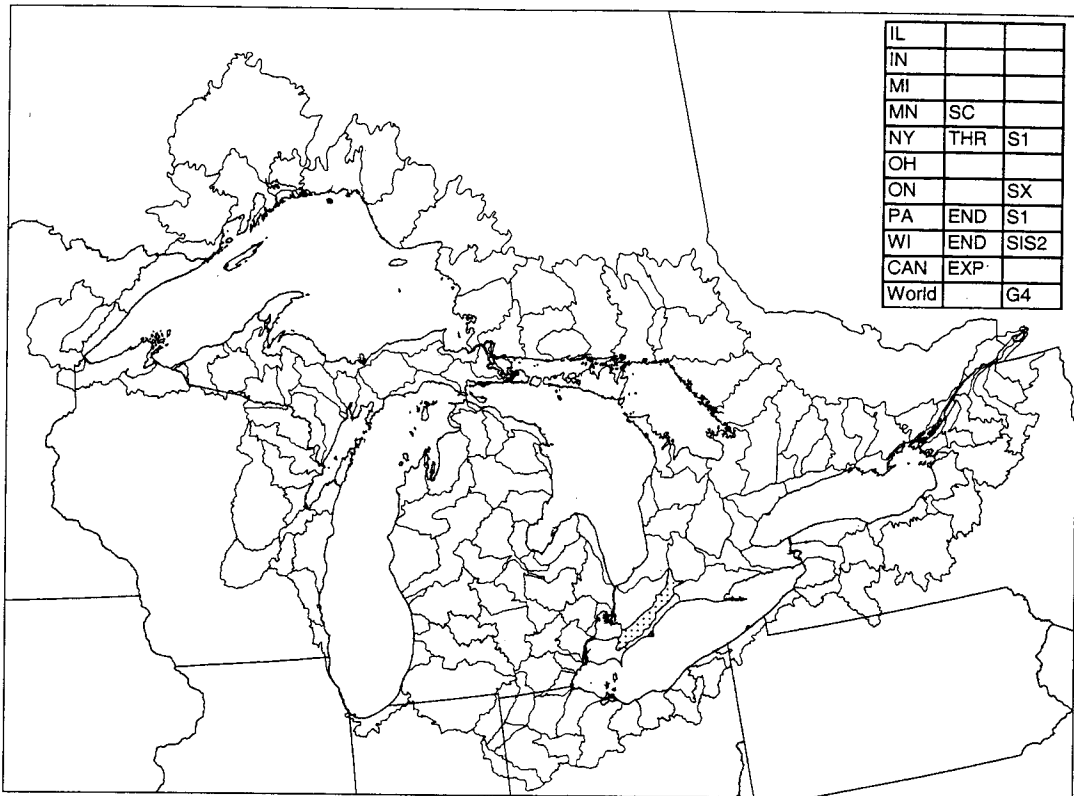 IL
IN
MI
MN SC
NY THR S1
OH
ON SX
PA END S1
WI END SIS2
CAN EXP
World G4